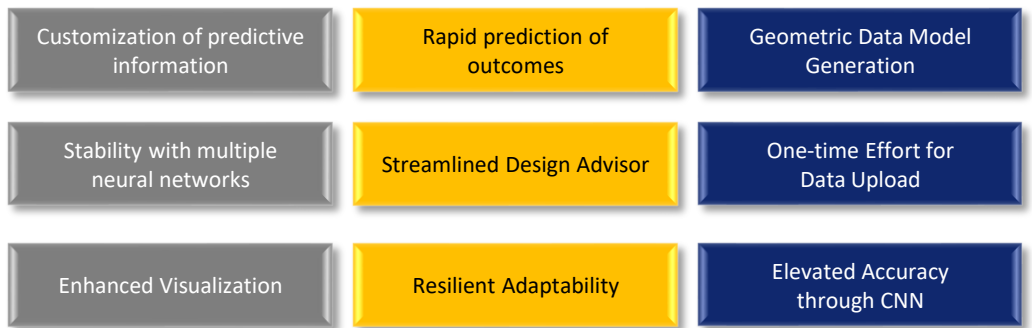 Customization of predictive
information
Rapid prediction of
outcomes
Geometric Data Model
Generation
Stability with multiple
neural networks
Streamlined Design Advisor
One-time Effort for
Data Upload
Enhanced Visualization
Resilient Adaptability
Elevated Accuracy
through CNN